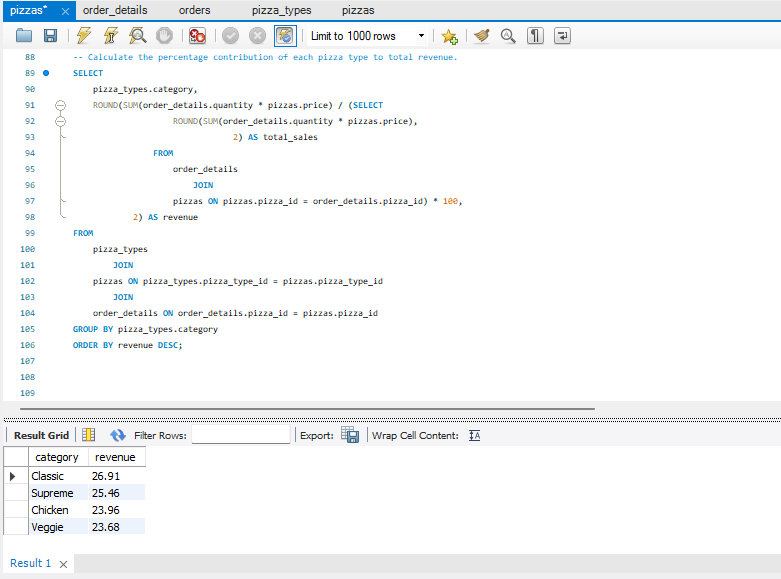 pizzas* × order_details orders pizza_types pizzas
Limit to 1000 rows
88 -- Calculate the percentage contribution of each pizza type to total revenue.
89 SELECT
90 pizza_types.category,
91 ROUND(SUM(order_details.quantity * pizzas.price) / (SELECT
92 ROUND(SUM(order_details.quantity * pizzas.price),
93 2) AS total_sales
94 FROM
95 order_details
96 JOIN
97 pizzas ON pizzas.pizza_id = order_details.pizza_id) * 100,
98 2) AS revenue
99 FROM
100 pizza_types
101 JOIN
102 pizzas ON pizza_types.pizza_type_id = pizzas.pizza_type_id
103 JOIN
104 order_details ON order_details.pizza_id = pizzas.pizza_id
105 GROUP BY pizza_types.category
106 ORDER BY revenue DESC;
107
108
109
Result Grid Filter Rows: Export: Wrap Cell Content: IA
category revenue
Classic 26.91
Supreme 25.46
Chicken 23.96
Veggie 23.68
Result 1 ×